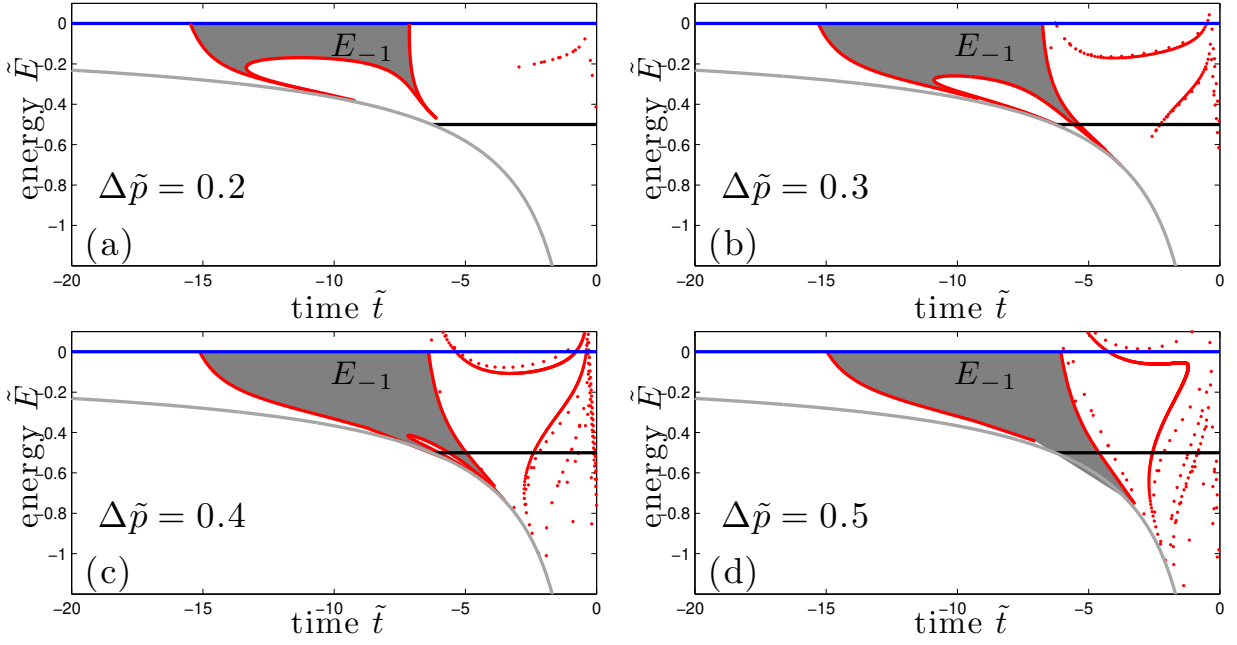 0
−0.2
−0.4
−0.6
−0.8
−1
energy Ẽ
E₋₁
Δp̃ = 0.2
(a)
−20 −15 −10 −5 0
time t̃
0
−0.2
−0.4
−0.6
−0.8
−1
energy Ẽ
E₋₁
Δp̃ = 0.3
(b)
−20 −15 −10 −5 0
time t̃
0
−0.2
−0.4
−0.6
−0.8
−1
energy Ẽ
E₋₁
Δp̃ = 0.4
(c)
−20 −15 −10 −5 0
time t̃
0
−0.2
−0.4
−0.6
−0.8
−1
energy Ẽ
E₋₁
Δp̃ = 0.5
(d)
−20 −15 −10 −5 0
time t̃